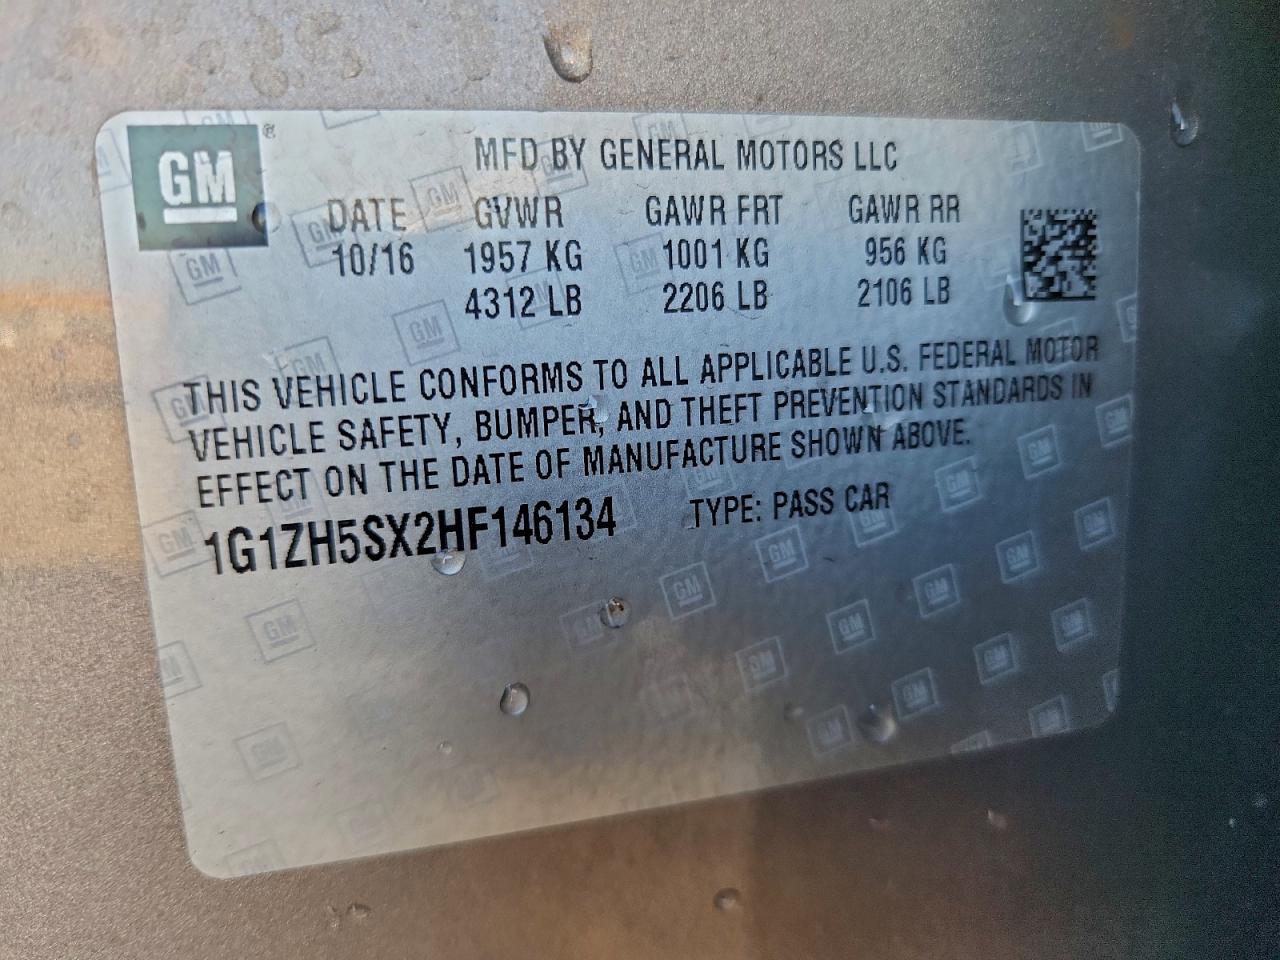 GM ®
MFD BY GENERAL MOTORS LLC
DATE GVWR GAWR FRT GAWR RR
10/16 1957 KG 1001 KG 956 KG
4312 LB 2206 LB 2106 LB
THIS VEHICLE CONFORMS TO ALL APPLICABLE U.S. FEDERAL MOTOR
VEHICLE SAFETY, BUMPER, AND THEFT PREVENTION STANDARDS IN
EFFECT ON THE DATE OF MANUFACTURE SHOWN ABOVE.
1G1ZH5SX2HF146134 TYPE: PASS CAR